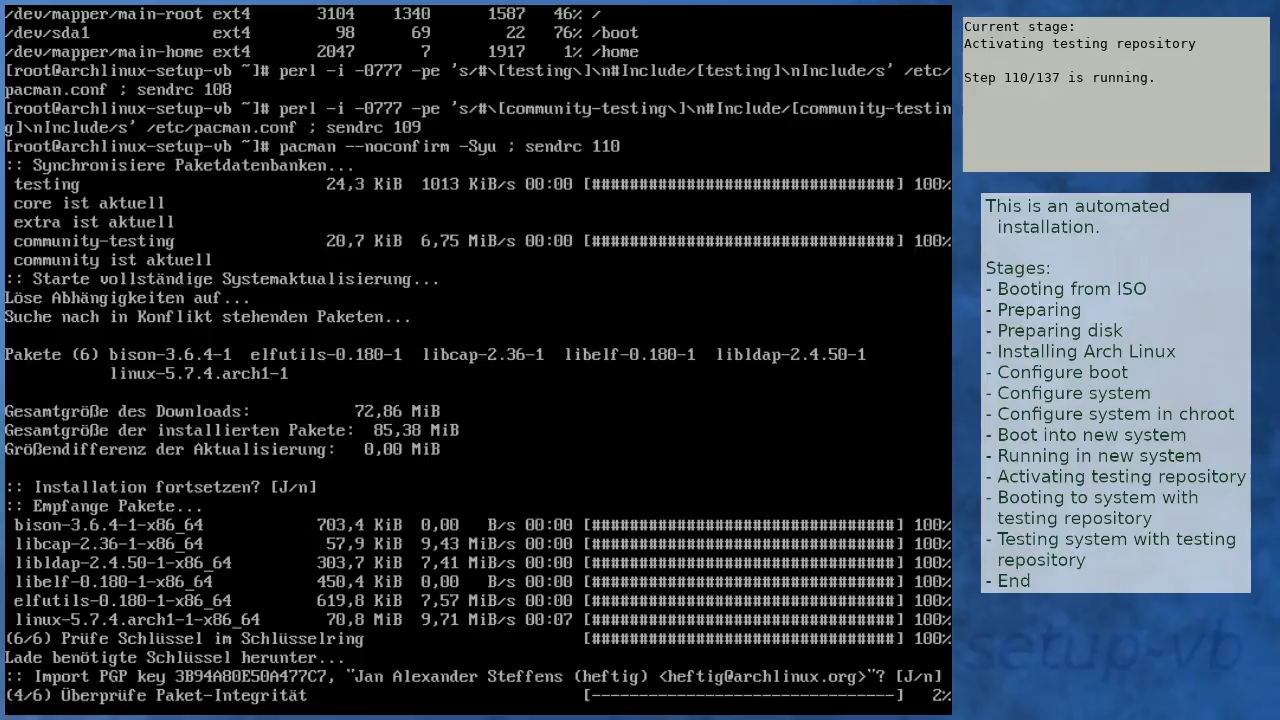 /dev/mapper/main-root ext4        3104    1340      1587   46% /
/dev/sda1             ext4          98      69        22   76% /boot
/dev/mapper/main-home ext4        2047       7      1917    1% /home
[root@archlinux-setup-vb ~]# perl -i -0777 -pe 's/#\[testing\]\n#Include/[testing]\nInclude/s' /etc/
pacman.conf ; sendrc 108
[root@archlinux-setup-vb ~]# perl -i -0777 -pe 's/#\[community-testing\]\n#Include/[community-testin
g]\nInclude/s' /etc/pacman.conf ; sendrc 109
[root@archlinux-setup-vb ~]# pacman --noconfirm -Syu ; sendrc 110
:: Synchronisiere Paketdatenbanken...
 testing                          24,3 KiB  1013 KiB/s 00:00 [################################] 100%
 core ist aktuell
 extra ist aktuell
 community-testing                20,7 KiB  6,75 MiB/s 00:00 [################################] 100%
 community ist aktuell
:: Starte vollständige Systemaktualisierung...
Löse Abhängigkeiten auf...
Suche nach in Konflikt stehenden Paketen...
Pakete (6) bison-3.6.4-1  elfutils-0.180-1  libcap-2.36-1  libelf-0.180-1  libldap-2.4.50-1
           linux-5.7.4.arch1-1
Gesamtgröße des Downloads:           72,86 MiB
Gesamtgröße der installierten Pakete:  85,38 MiB
Größendifferenz der Aktualisierung:   0,00 MiB
:: Installation fortsetzen? [J/n]
:: Empfange Pakete...
 bison-3.6.4-1-x86_64            703,4 KiB  0,00   B/s 00:00 [################################] 100%
 libcap-2.36-1-x86_64             57,9 KiB  9,43 MiB/s 00:00 [################################] 100%
 libldap-2.4.50-1-x86_64         303,7 KiB  7,41 MiB/s 00:00 [################################] 100%
 libelf-0.180-1-x86_64           450,4 KiB  0,00   B/s 00:00 [################################] 100%
 elfutils-0.180-1-x86_64         619,8 KiB  7,57 MiB/s 00:00 [################################] 100%
 linux-5.7.4.arch1-1-x86_64       70,8 MiB  9,71 MiB/s 00:07 [################################] 100%
(6/6) Prüfe Schlüssel im Schlüsselring                       [################################] 100%
Lade benötigte Schlüssel herunter...
:: Import PGP key 3B94A80E50A477C7, "Jan Alexander Steffens (heftig) <heftig@archlinux.org>"? [J/n]
(4/6) Überprüfe Paket-Integrität                             [--------------------------------]   2%
Current stage:
Activating testing repository
Step 110/137 is running.
This is an automated
installation.
Stages:
- Booting from ISO
- Preparing
- Preparing disk
- Installing Arch Linux
- Configure boot
- Configure system
- Configure system in chroot
- Boot into new system
- Running in new system
- Activating testing repository
- Booting to system with
testing repository
- Testing system with testing
repository
- End
setup-vb